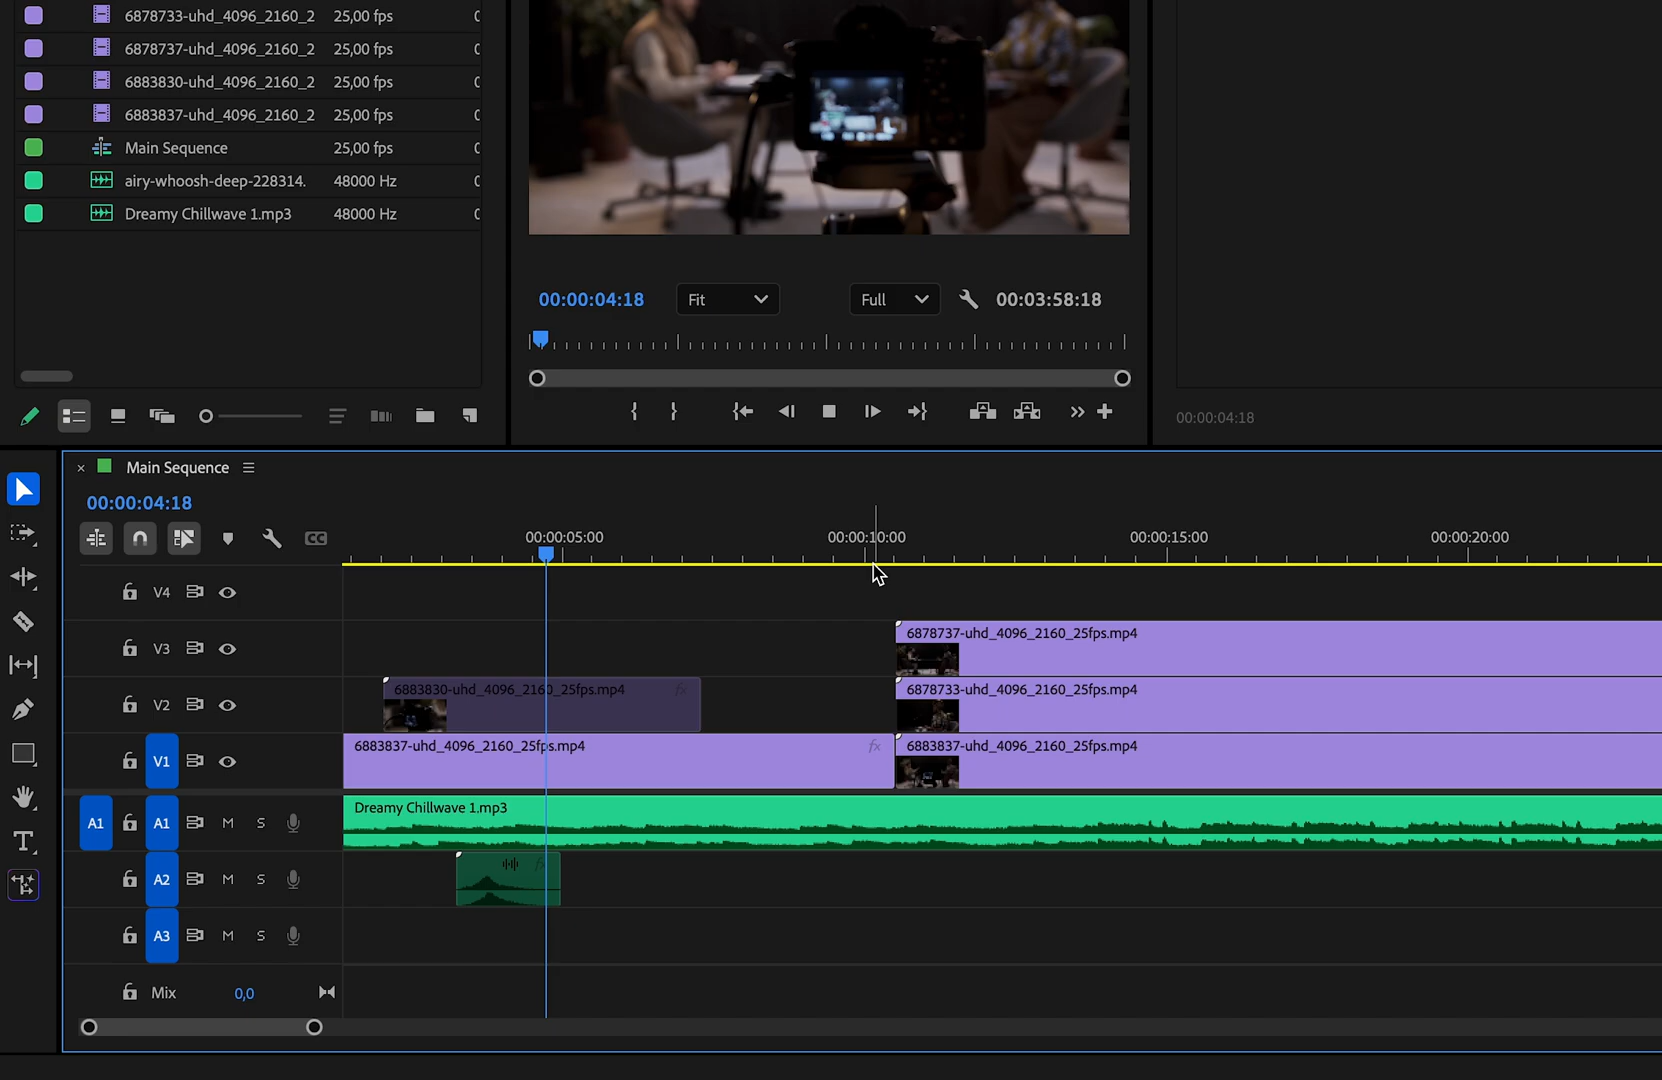 6878733-uhd_4096_2160_2 25,00 fps
6878737-uhd_4096_2160_2 25,00 fps
6883830-uhd_4096_2160_2 25,00 fps
6883837-uhd_4096_2160_2 25,00 fps
Main Sequence 25,00 fps
airy-whoosh-deep-228314. 48000 Hz
Dreamy Chillwave 1.mp3 48000 Hz
00:00:04:18 Fit Full 00:03:58:18
00:00:04:18
× Main Sequence
00:00:04:18
CC
00:00:05:00 00:00:10:00 00:00:15:00 00:00:20:00
V4
V3 6878737-uhd_4096_2160_25fps.mp4
V2 6883830-uhd_4096_2160_25fps.mp4 fx 6878733-uhd_4096_2160_25fps.mp4
V1 6883837-uhd_4096_2160_25fps.mp4 fx 6883837-uhd_4096_2160_25fps.mp4
A1 A1 M S Dreamy Chillwave 1.mp3
A2 M S fx
A3 M S
Mix 0,0